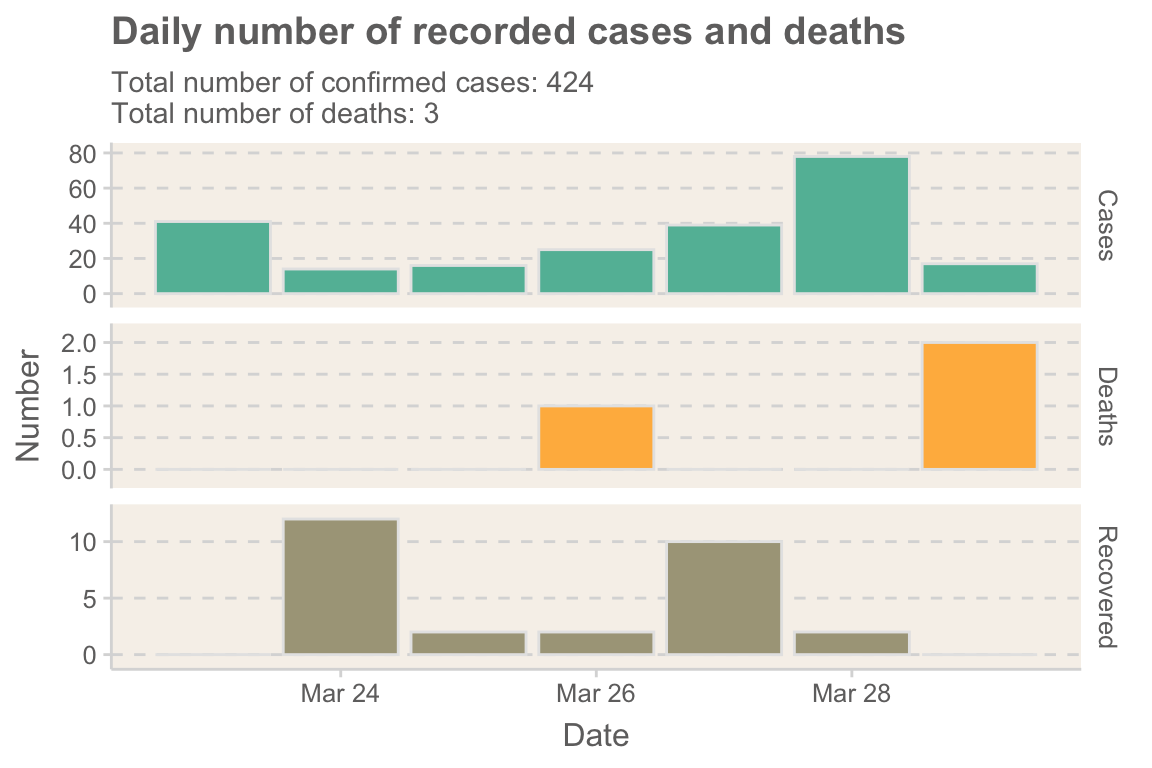 Daily number of recorded cases and deaths
Total number of confirmed cases: 424
Total number of deaths: 3
80
60
40
20
0
Cases
Number
2.0
1.5
1.0
0.5
0.0
Deaths
10
5
0
Recovered
Mar 24
Mar 26
Mar 28
Date